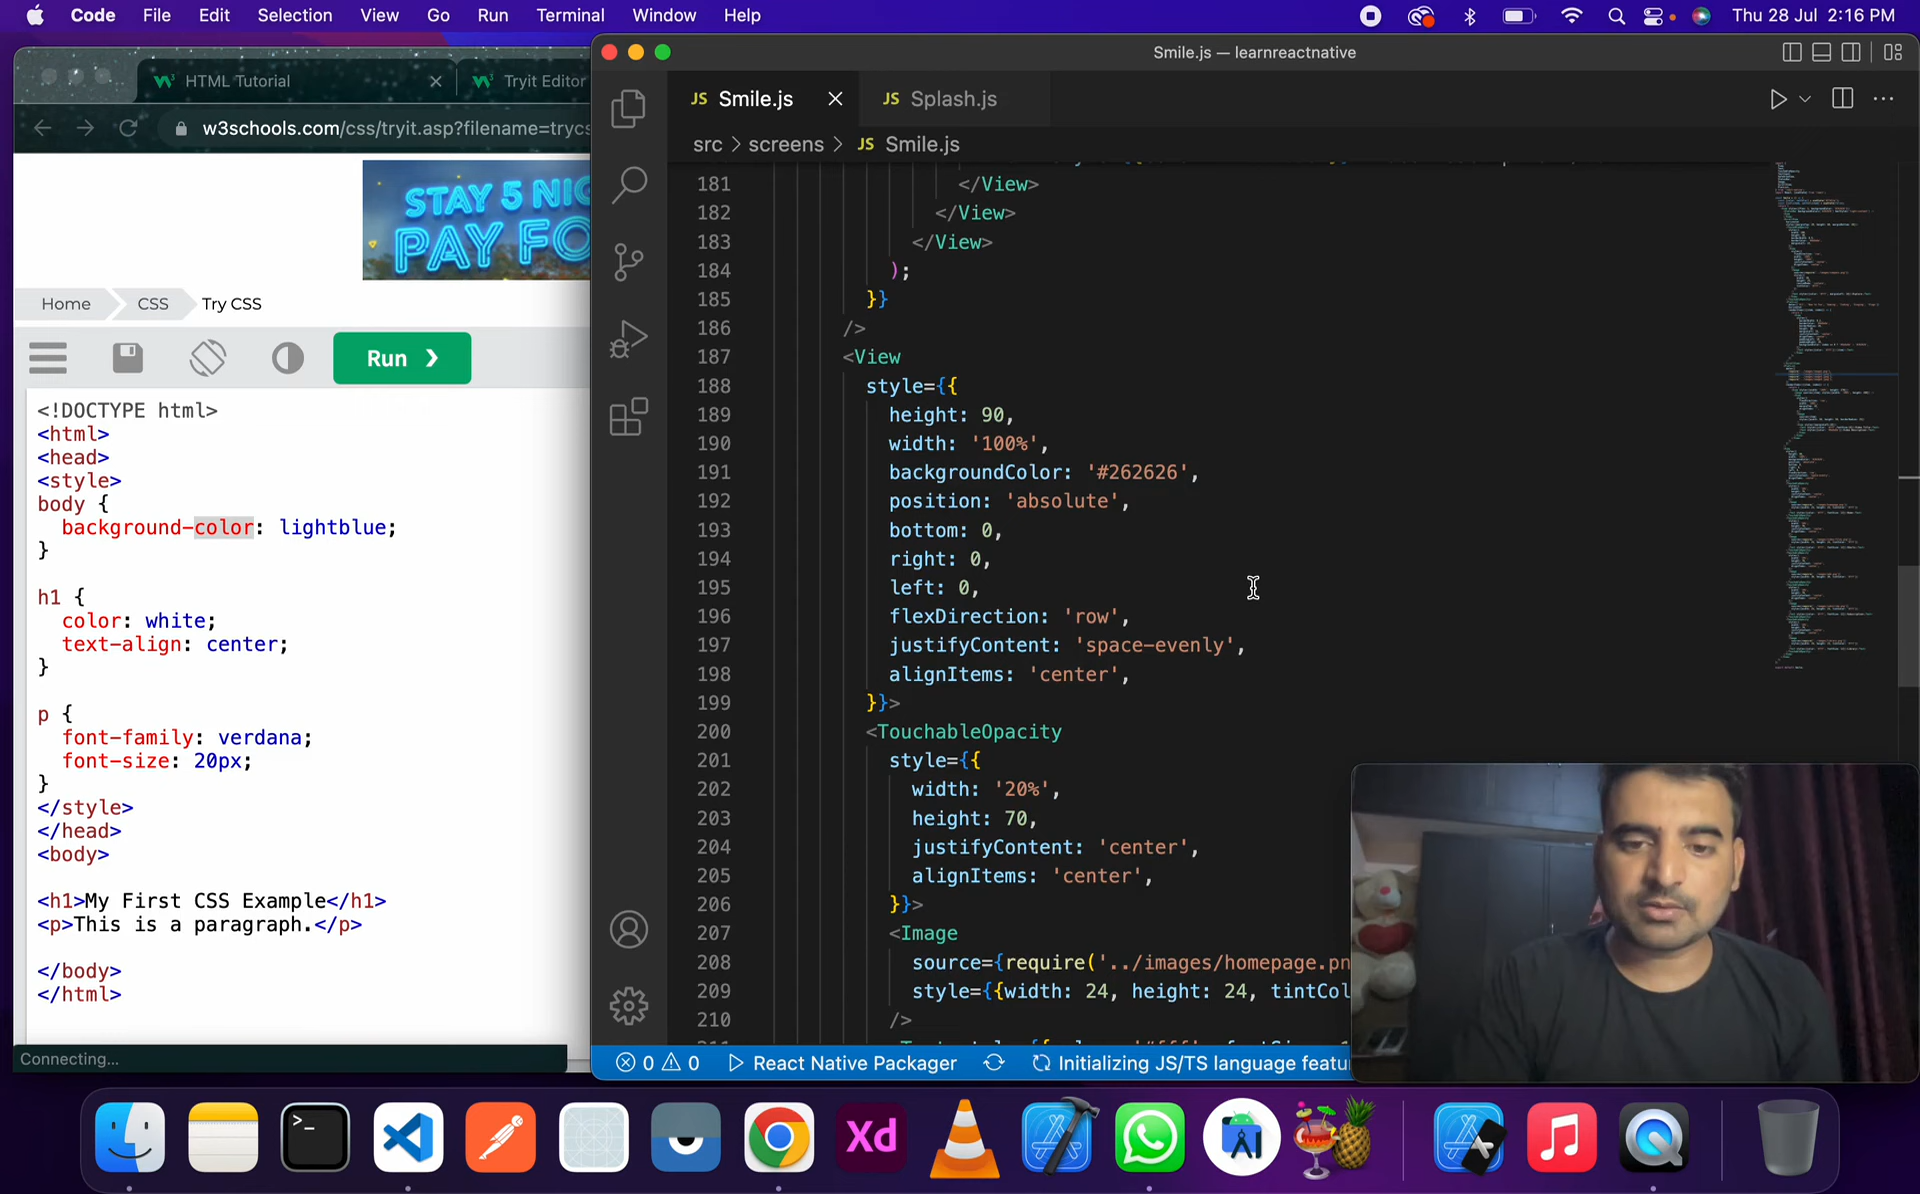 Code File Edit Selection View Go Run Terminal Window Help
Thu 28 Jul 2:16 PM
HTML Tutorial
Tryit Editor
w3schools.com/css/tryit.asp?filename=tryc
STAY 5 NI
PAY FO
Home CSS Try CSS
Run ❯
<!DOCTYPE html>
<html>
<head>
<style>
body {
background-color: lightblue;
}
h1 {
color: white;
text-align: center;
}
p {
font-family: verdana;
font-size: 20px;
}
</style>
</head>
<body>
<h1>My First CSS Example</h1>
<p>This is a paragraph.</p>
</body>
</html>
Connecting...
Smile.js — learnreactnative
JS Smile.js
JS Splash.js
src > screens > JS Smile.js
181 </View>
182 </View>
183 </View>
184 );
185 }}
186 />
187 <View
188 style={{
189 height: 90,
190 width: '100%',
191 backgroundColor: '#262626',
192 position: 'absolute',
193 bottom: 0,
194 right: 0,
195 left: 0,
196 flexDirection: 'row',
197 justifyContent: 'space-evenly',
198 alignItems: 'center',
199 }}>
200 <TouchableOpacity
201 style={{
202 width: '20%',
203 height: 70,
204 justifyContent: 'center',
205 alignItems: 'center',
206 }}>
207 <Image
208 source={require('../images/homepage.pn
209 style={{width: 24, height: 24, tintCol
210 />
0 0 React Native Packager Initializing JS/TS language featu
>_
Xd